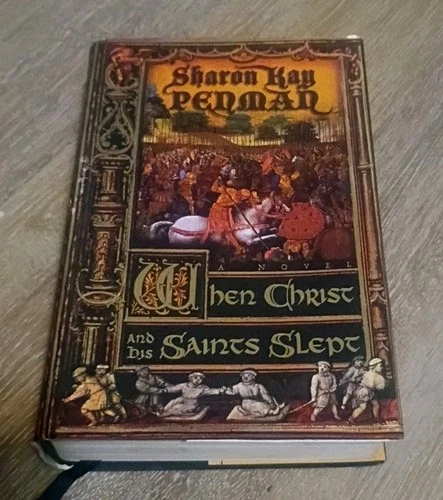 Sharon Kay
PENMAN
A NOVEL
When Christ
AND HIS SAINTS SLEPT